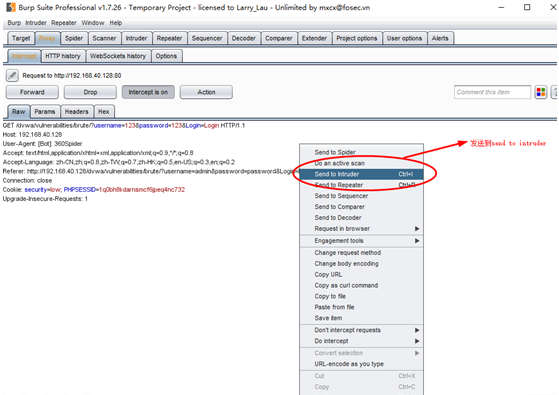 Burp Suite Professional v1.7.26 - Temporary Project - licensed to Larry_Lau - Unlimited by mxcx@fosec.vn
Burp Intruder Repeater Window Help
Target Proxy Spider Scanner Intruder Repeater Sequencer Decoder Comparer Extender Project options User options Alerts
Intercept HTTP history WebSockets history Options
Request to http://192.168.40.128:80
Forward Drop Intercept is on Action Comment this item
Raw Params Headers Hex
GET /dvwa/vulnerabilities/brute/?username=123&password=123&Login=Login HTTP/1.1
Host: 192.168.40.128
User-Agent: [Bot]: 360Spider
Accept: text/html,application/xhtml+xml,application/xml;q=0.9,*/*;q=0.8
Accept-Language: zh-CN,zh;q=0.8,zh-TW;q=0.7,zh-HK;q=0.5,en-US;q=0.3,en;q=0.2
Referer: http://192.168.40.128/dvwa/vulnerabilities/brute/?username=admin&password=password&Login=
Connection: close
Cookie: security=low; PHPSESSID=
Upgrade-Insecure-Requests: 1
发送到send to intruder
Send to Spider
Do an active scan
Send to Intruder Ctrl+I
Send to Repeater Ctrl+R
Send to Sequencer
Send to Comparer
Send to Decoder
Request in browser
Engagement tools
Change request method
Change body encoding
Copy URL
Copy as curl command
Copy to file
Paste from file
Save item
Don't intercept requests
Do intercept
Convert selection
URL-encode as you type
Cut Ctrl+X
Copy Ctrl+C